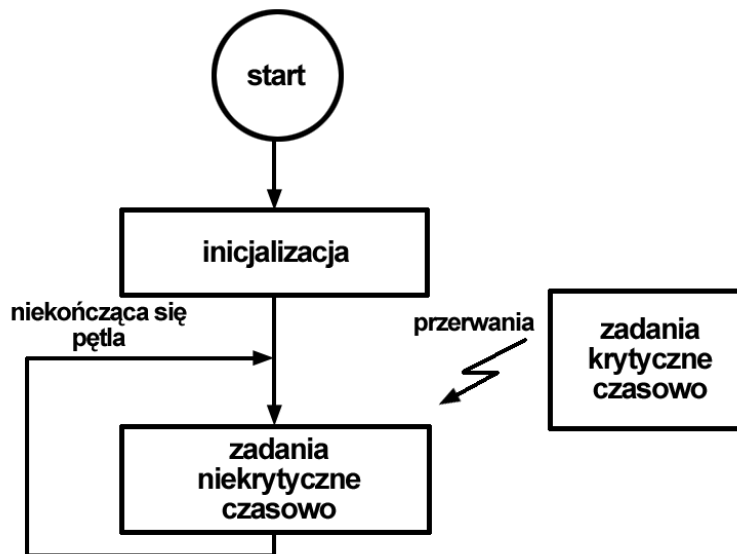 start
inicjalizacja
niekończąca się
pętla
przerwania
zadania
krytyczne
czasowo
zadania
niekrytyczne
czasowo